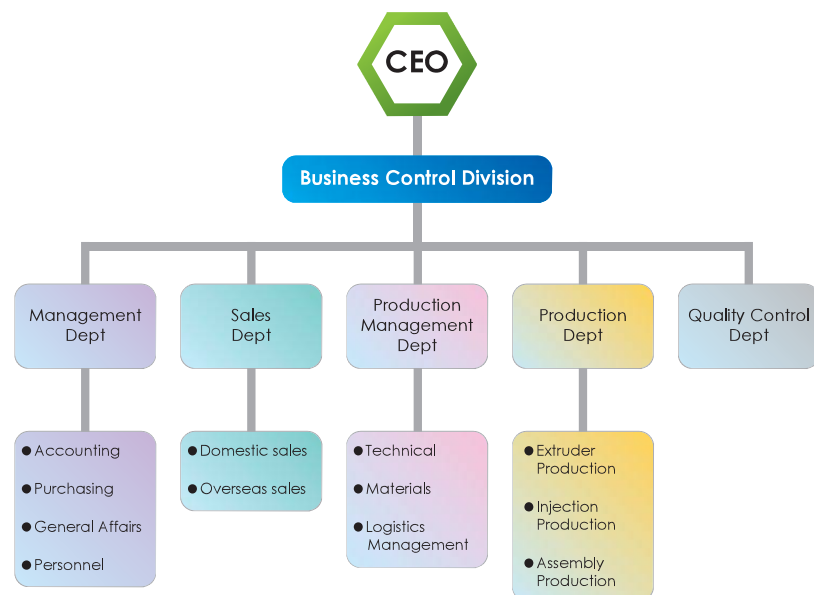 CEO
Business Control Division
Management
Dept
Sales
Dept
Production
Management
Dept
Production
Dept
Quality Control
Dept
● Accounting
● Purchasing
● General Affairs
● Personnel
● Domestic sales
● Overseas sales
● Technical
● Materials
● Logistics
Management
● Extruder
Production
● Injection
Production
● Assembly
Production